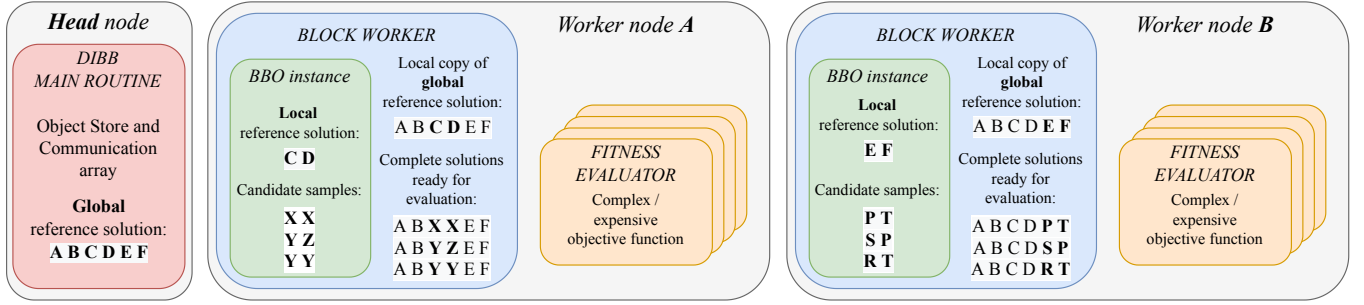 Head node
DIBB
MAIN ROUTINE
Object Store and
Communication
array
Global
reference solution:
A B C D E F
Worker node A
BLOCK WORKER
BBO instance
Local
reference solution:
C D
Candidate samples:
X X
Y Z
Y Y
Local copy of
global
reference solution:
A B C D E F
Complete solutions
ready for
evaluation:
A B X X E F
A B Y Z E F
A B Y Y E F
FITNESS
EVALUATOR
Complex /
expensive
objective function
Worker node B
BLOCK WORKER
BBO instance
Local
reference solution:
E F
Candidate samples:
P T
S P
R T
Local copy of
global
reference solution:
A B C D E F
Complete solutions
ready for
evaluation:
A B C D P T
A B C D S P
A B C D R T
FITNESS
EVALUATOR
Complex /
expensive
objective function